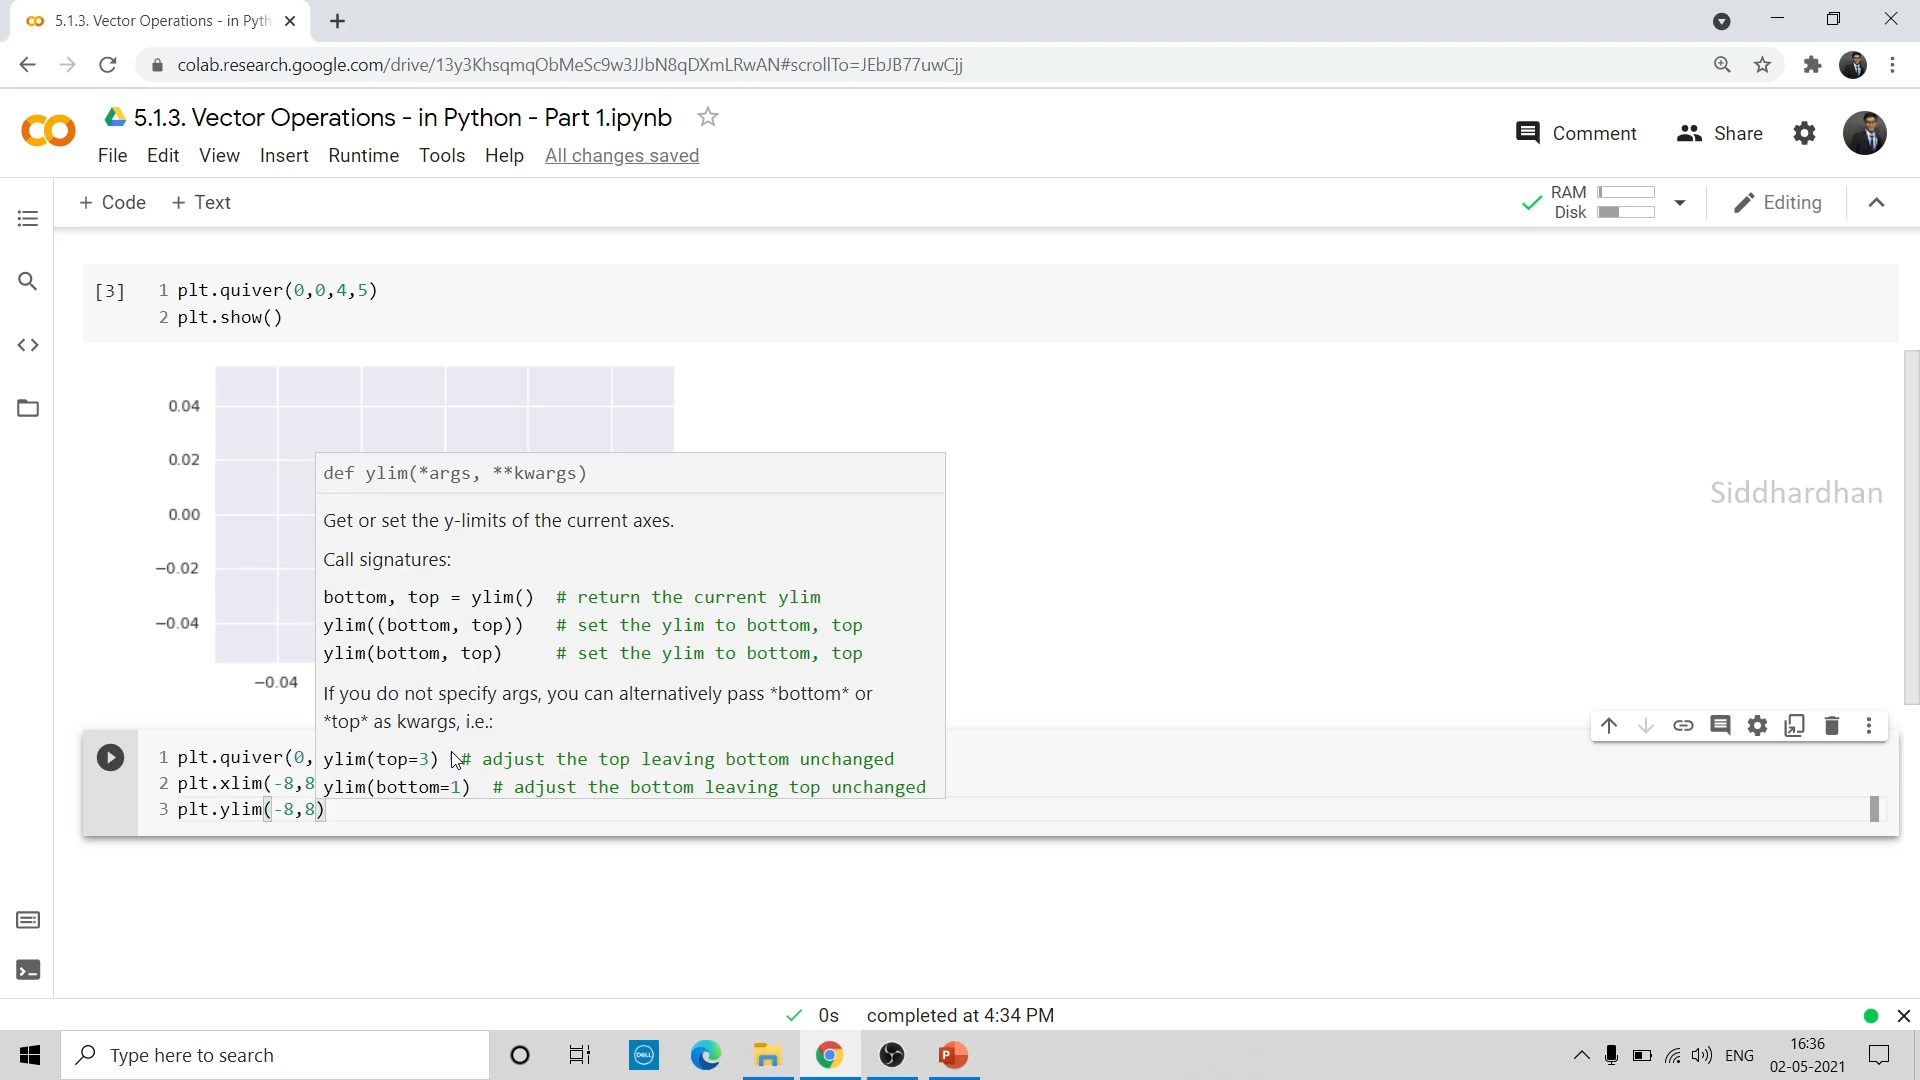 5.1.3. Vector Operations - in Pyth
colab.research.google.com/drive/13y3KhsqmqObMeSc9w3JJbN8qDXmLRwAN#scrollTo=JEbJB77uwCjj
5.1.3. Vector Operations - in Python - Part 1.ipynb
File Edit View Insert Runtime Tools Help All changes saved
Comment
Share
+ Code + Text
RAM
Disk
Editing
[3]
1 plt.quiver(0,0,4,5)
2 plt.show()
0.04
0.02
0.00
−0.02
−0.04
−0.04
def ylim(*args, **kwargs)
Get or set the y-limits of the current axes.
Call signatures:
bottom, top = ylim() # return the current ylim
ylim((bottom, top)) # set the ylim to bottom, top
ylim(bottom, top) # set the ylim to bottom, top
If you do not specify args, you can alternatively pass *bottom* or
*top* as kwargs, i.e.:
ylim(top=3) # adjust the top leaving bottom unchanged
ylim(bottom=1) # adjust the bottom leaving top unchanged
Siddhardhan
1 plt.quiver(0,
2 plt.xlim(-8,8
3 plt.ylim(-8,8)
0s completed at 4:34 PM
Type here to search
DELL
P
ENG
16:36
02-05-2021